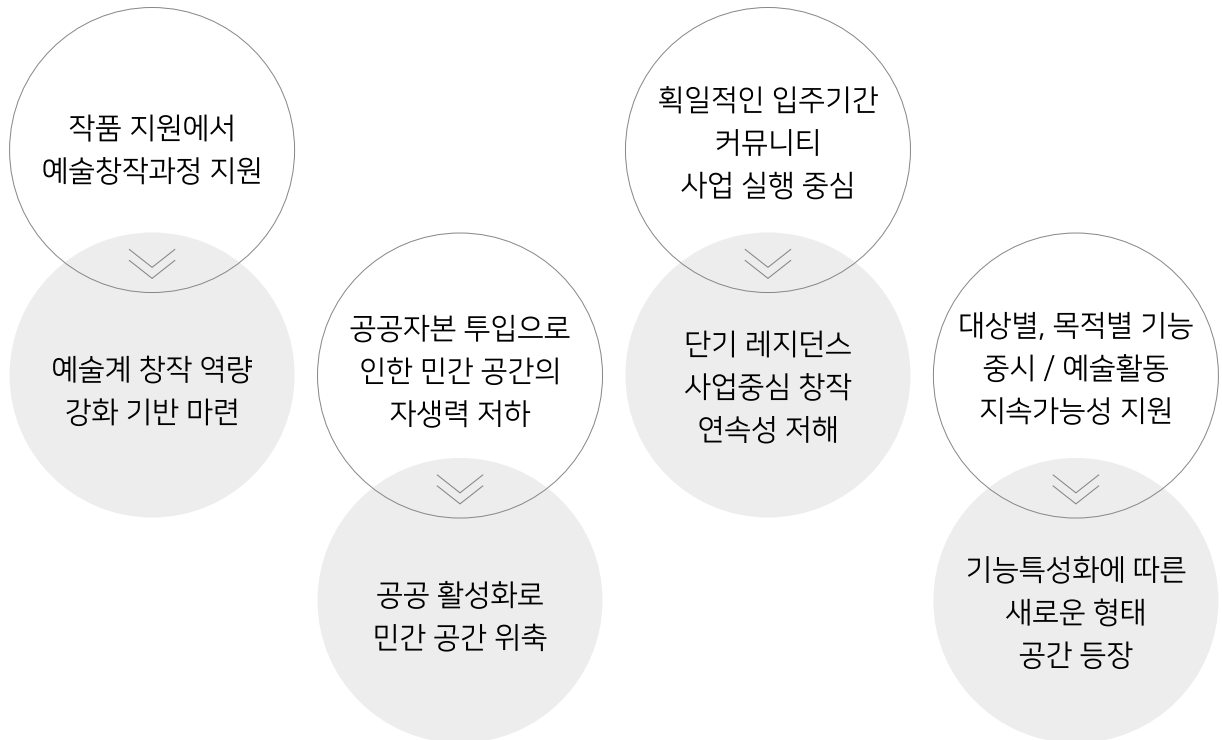 작품 지원에서
예술창작과정 지원
예술계 창작 역량
강화 기반 마련
공공자본 투입으로
인한 민간 공간의
자생력 저하
공공 활성화로
민간 공간 위축
획일적인 입주기간
커뮤니티
사업 실행 중심
단기 레지던스
사업중심 창작
연속성 저해
대상별, 목적별 기능
중시 / 예술활동
지속가능성 지원
기능특성화에 따른
새로운 형태
공간 등장